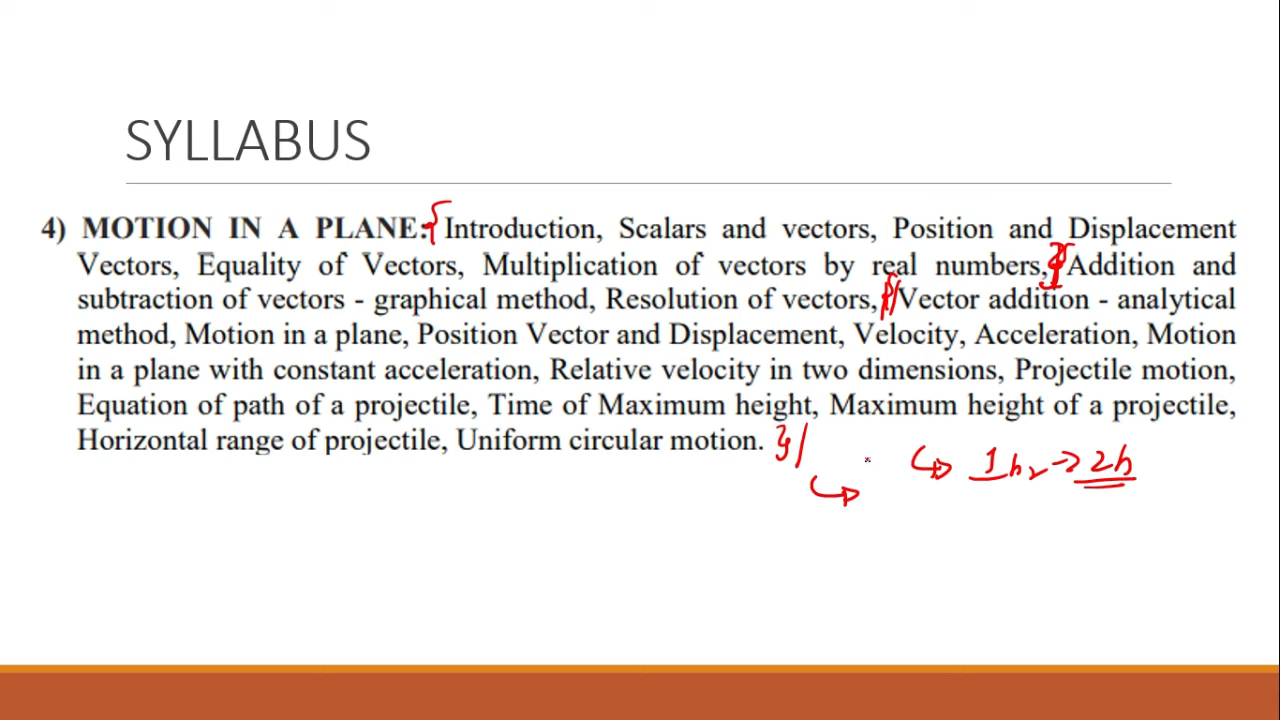 SYLLABUS
4) MOTION IN A PLANE: Introduction, Scalars and vectors, Position and Displacement
Vectors, Equality of Vectors, Multiplication of vectors by real numbers, Addition and
subtraction of vectors - graphical method, Resolution of vectors, Vector addition - analytical
method, Motion in a plane, Position Vector and Displacement, Velocity, Acceleration, Motion
in a plane with constant acceleration, Relative velocity in two dimensions, Projectile motion,
Equation of path of a projectile, Time of Maximum height, Maximum height of a projectile,
Horizontal range of projectile, Uniform circular motion.
↪ 1 hr → 2h